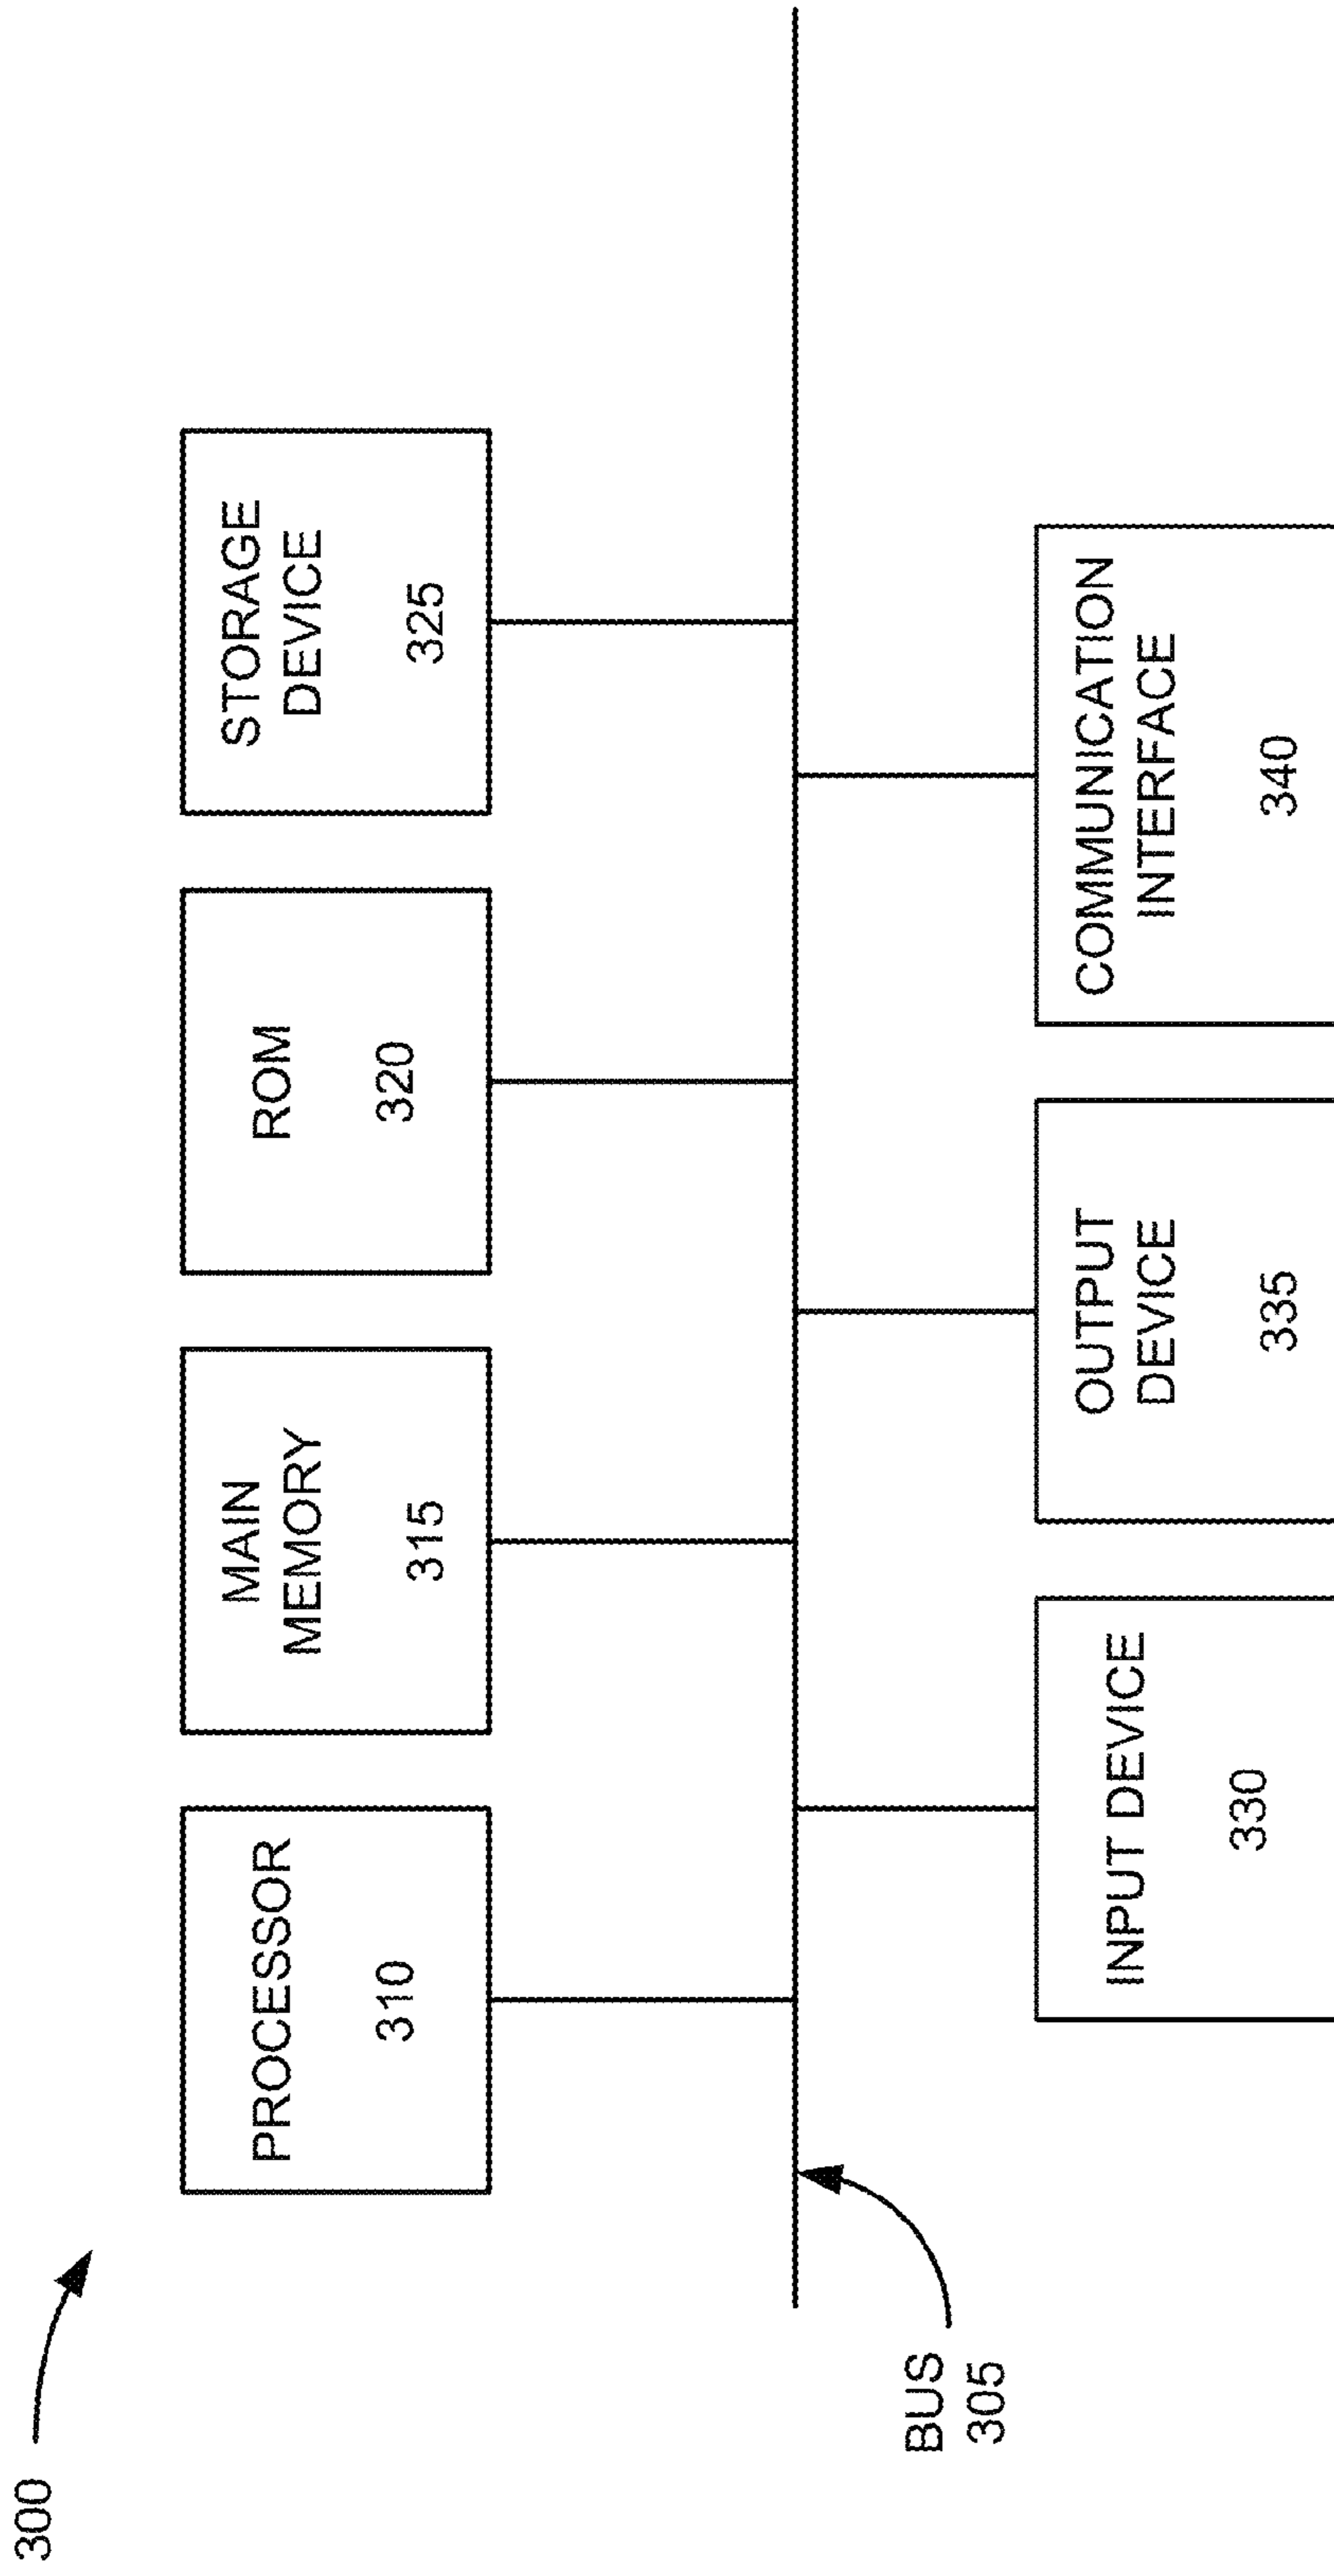 300
PROCESSOR
310
MAIN
MEMORY
315
ROM
320
STORAGE
DEVICE
325
BUS
305
INPUT DEVICE
330
OUTPUT
DEVICE
335
COMMUNICATION
INTERFACE
340